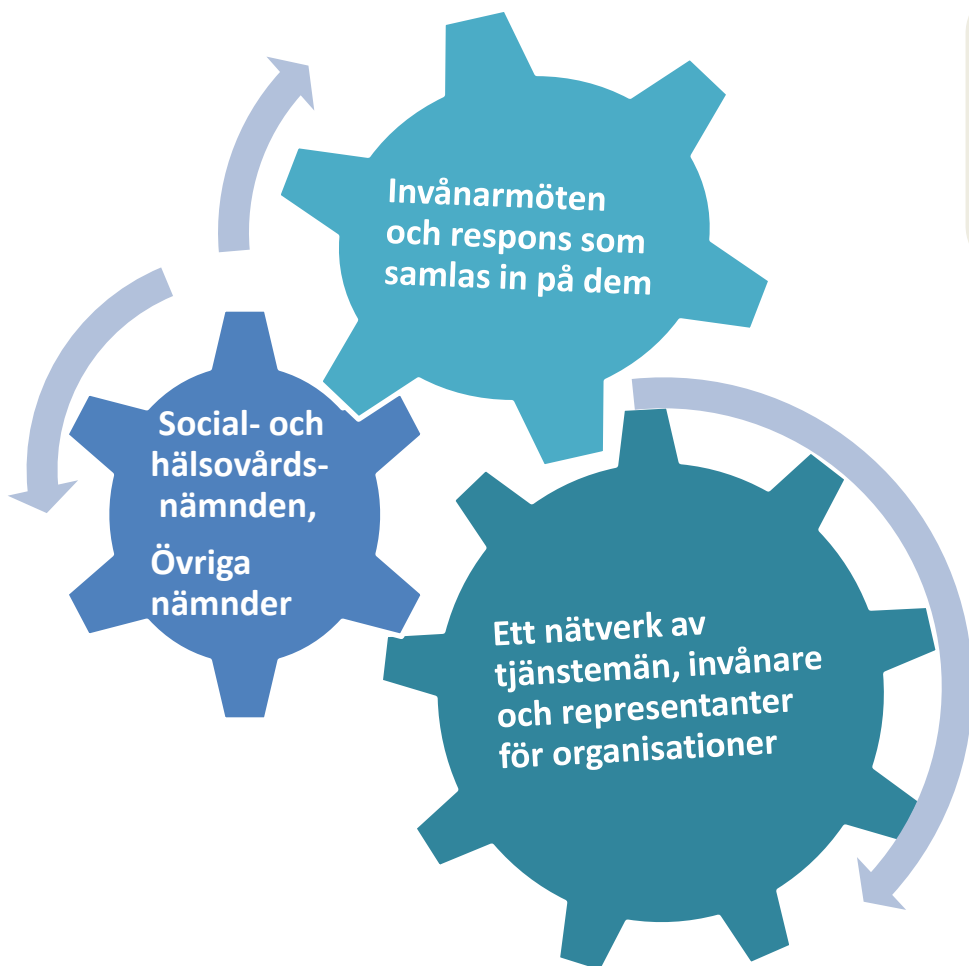 Invånarmöten
och respons som
samlas in på dem
Social- och
hälsovårds-
nämnden,
Övriga
nämnder
Ett nätverk av
tjänstemän, invånare
och representanter
för organisationer